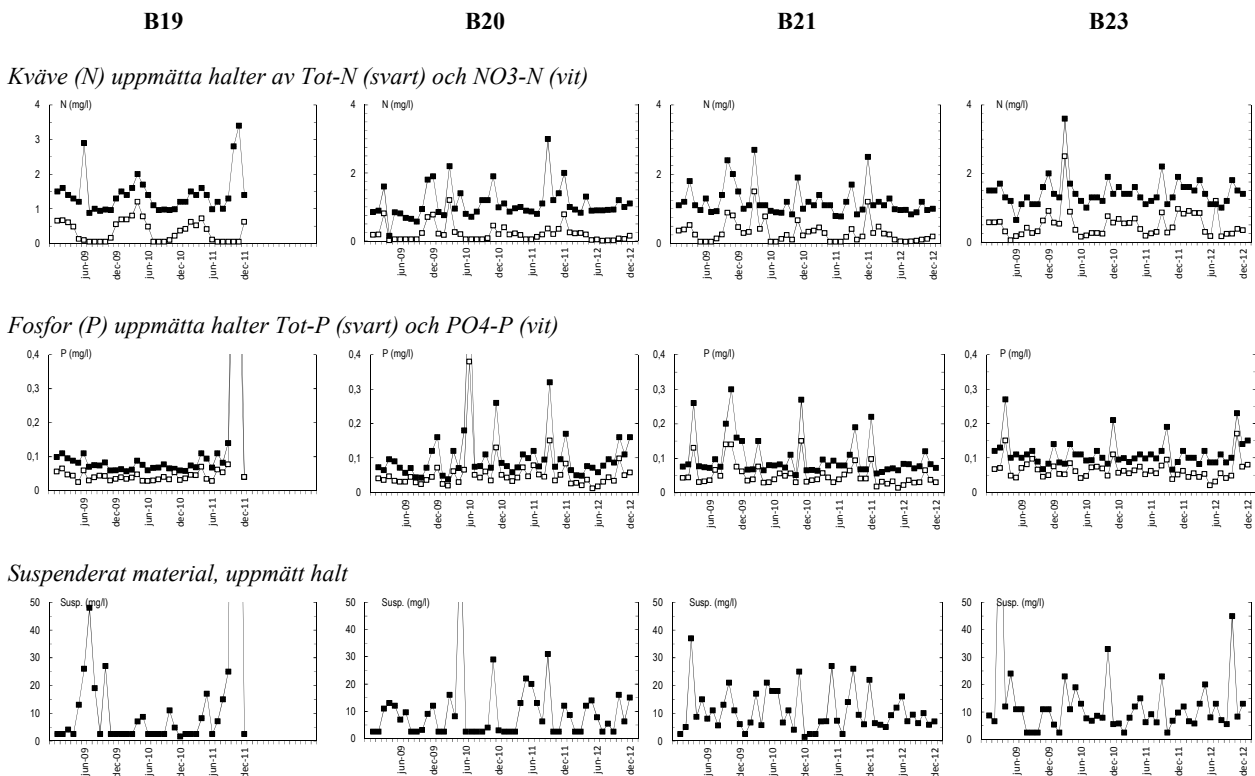 B19 B20 B21 B23
Kväve (N) uppmätta halter av Tot-N (svart) och NO3-N (vit)
N (mg/l) N (mg/l) N (mg/l) N (mg/l)
4 4 4 4
3 3 3 3
2 2 2 2
1 1 1 1
0 0 0 0
jun-09 dec-09 jun-10 dec-10 jun-11 dec-11 jun-09 dec-09 jun-10 dec-10 jun-11 dec-11 jun-12 dec-12 jun-09 dec-09 jun-10 dec-10 jun-11 dec-11 jun-12 dec-12 jun-09 dec-09 jun-10 dec-10 jun-11 dec-11 jun-12 dec-12
Fosfor (P) uppmätta halter Tot-P (svart) och PO4-P (vit)
P (mg/l) P (mg/l) P (mg/l) P (mg/l)
0,4 0,4 0,4 0,4
0,3 0,3 0,3 0,3
0,2 0,2 0,2 0,2
0,1 0,1 0,1 0,1
0,0 0,0 0,0 0,0
jun-09 dec-09 jun-10 dec-10 jun-11 dec-11 jun-09 dec-09 jun-10 dec-10 jun-11 dec-11 jun-12 dec-12 jun-09 dec-09 jun-10 dec-10 jun-11 dec-11 jun-12 dec-12 jun-09 dec-09 jun-10 dec-10 jun-11 dec-11 jun-12 dec-12
Suspenderat material, uppmätt halt
Susp. (mg/l) Susp. (mg/l) Susp. (mg/l) Susp. (mg/l)
50 50 50 50
40 40 40 40
30 30 30 30
20 20 20 20
10 10 10 10
0 0 0 0
jun-09 dec-09 jun-10 dec-10 jun-11 dec-11 jun-09 dec-09 jun-10 dec-10 jun-11 dec-11 jun-12 dec-12 jun-09 dec-09 jun-10 dec-10 jun-11 dec-11 jun-12 dec-12 jun-09 dec-09 jun-10 dec-10 jun-11 dec-11 jun-12 dec-12